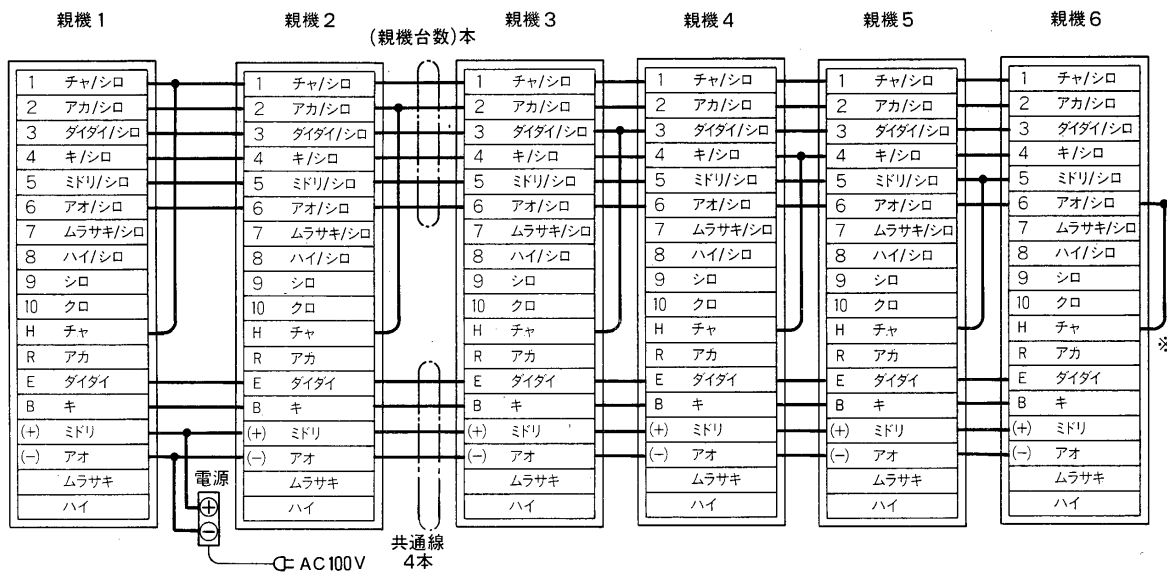 親機1
親機2
親機3
親機4
親機5
親機6
(親機台数)本
1 チャ/シロ
2 アカ/シロ
3 ダイダイ/シロ
4 キ/シロ
5 ミドリ/シロ
6 アオ/シロ
7 ムラサキ/シロ
8 ハイ/シロ
9 シロ
10 クロ
H チャ
R アカ
E ダイダイ
B キ
(+) ミドリ
(−) アオ
ムラサキ
ハイ
1 チャ/シロ
2 アカ/シロ
3 ダイダイ/シロ
4 キ/シロ
5 ミドリ/シロ
6 アオ/シロ
7 ムラサキ/シロ
8 ハイ/シロ
9 シロ
10 クロ
H チャ
R アカ
E ダイダイ
B キ
(+) ミドリ
(−) アオ
ムラサキ
ハイ
1 チャ/シロ
2 アカ/シロ
3 ダイダイ/シロ
4 キ/シロ
5 ミドリ/シロ
6 アオ/シロ
7 ムラサキ/シロ
8 ハイ/シロ
9 シロ
10 クロ
H チャ
R アカ
E ダイダイ
B キ
(+) ミドリ
(−) アオ
ムラサキ
ハイ
1 チャ/シロ
2 アカ/シロ
3 ダイダイ/シロ
4 キ/シロ
5 ミドリ/シロ
6 アオ/シロ
7 ムラサキ/シロ
8 ハイ/シロ
9 シロ
10 クロ
H チャ
R アカ
E ダイダイ
B キ
(+) ミドリ
(−) アオ
ムラサキ
ハイ
1 チャ/シロ
2 アカ/シロ
3 ダイダイ/シロ
4 キ/シロ
5 ミドリ/シロ
6 アオ/シロ
7 ムラサキ/シロ
8 ハイ/シロ
9 シロ
10 クロ
H チャ
R アカ
E ダイダイ
B キ
(+) ミドリ
(−) アオ
ムラサキ
ハイ
1 チャ/シロ
2 アカ/シロ
3 ダイダイ/シロ
4 キ/シロ
5 ミドリ/シロ
6 アオ/シロ
7 ムラサキ/シロ
8 ハイ/シロ
9 シロ
10 クロ
H チャ
R アカ
E ダイダイ
B キ
(+) ミドリ
(−) アオ
ムラサキ
ハイ
※
電源
+
−
AC100V
共通線
4本